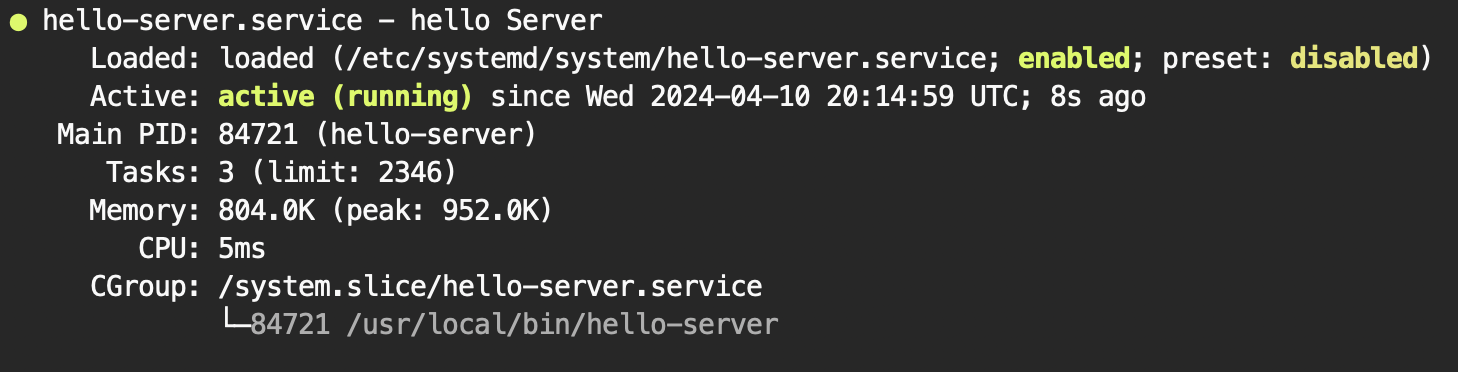 ● hello-server.service - hello Server
Loaded: loaded (/etc/systemd/system/hello-server.service; enabled; preset: disabled)
Active: active (running) since Wed 2024-04-10 20:14:59 UTC; 8s ago
Main PID: 84721 (hello-server)
Tasks: 3 (limit: 2346)
Memory: 804.0K (peak: 952.0K)
CPU: 5ms
CGroup: /system.slice/hello-server.service
└─84721 /usr/local/bin/hello-server